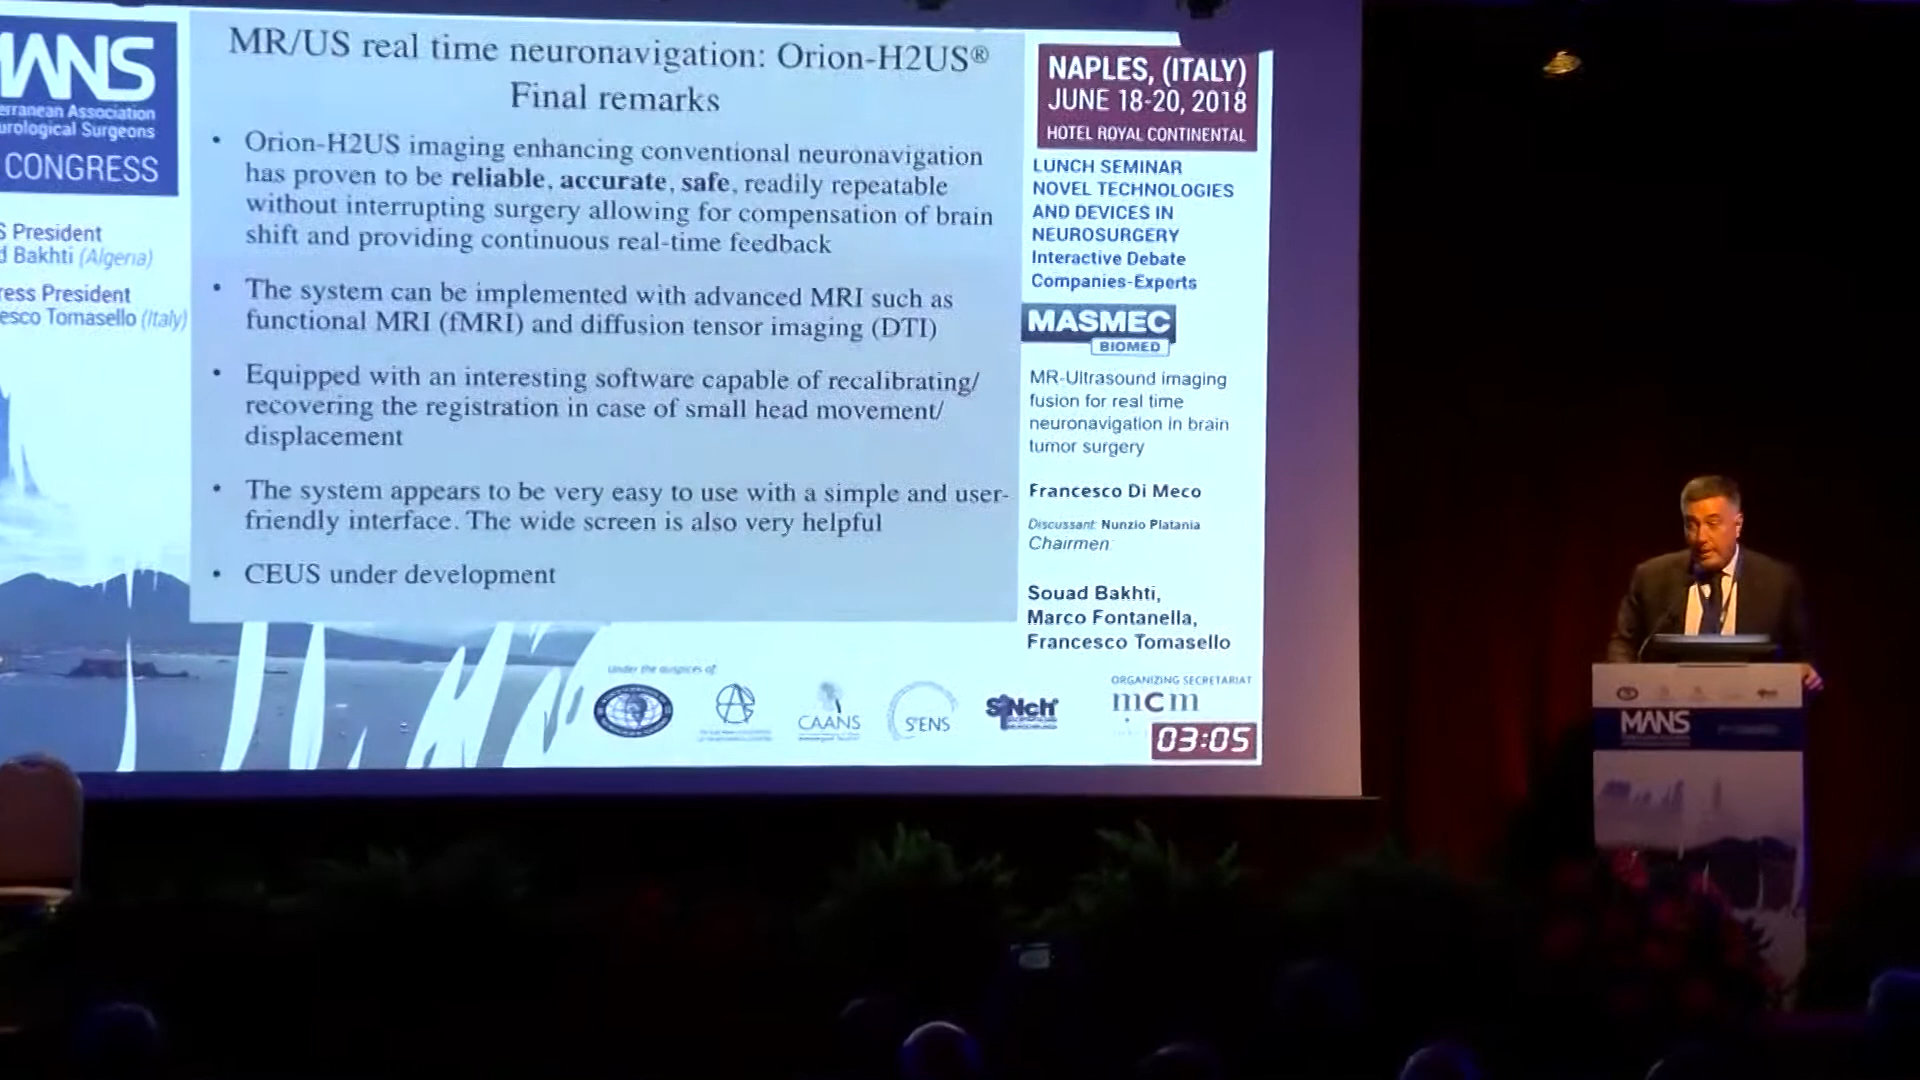 MANS
erranean Association
urological Surgeons
CONGRESS
S President
d Bakhti (Algeria)
ress President
esco Tomasello (Italy)
MR/US real time neuronavigation: Orion-H2US®
Final remarks
• Orion-H2US imaging enhancing conventional neuronavigation
has proven to be reliable, accurate, safe, readily repeatable
without interrupting surgery allowing for compensation of brain
shift and providing continuous real-time feedback
• The system can be implemented with advanced MRI such as
functional MRI (fMRI) and diffusion tensor imaging (DTI)
• Equipped with an interesting software capable of recalibrating/
recovering the registration in case of small head movement/
displacement
• The system appears to be very easy to use with a simple and user-
friendly interface. The wide screen is also very helpful
• CEUS under development
NAPLES, (ITALY)
JUNE 18-20, 2018
HOTEL ROYAL CONTINENTAL
LUNCH SEMINAR
NOVEL TECHNOLOGIES
AND DEVICES IN
NEUROSURGERY
Interactive Debate
Companies-Experts
MASMEC
BIOMED
MR-Ultrasound imaging
fusion for real time
neuronavigation in brain
tumor surgery
Francesco Di Meco
Discussant: Nunzio Platania
Chairmen:
Souad Bakhti,
Marco Fontanella,
Francesco Tomasello
Under the auspices of:
CAANS
S'ENS
SINch
ORGANIZING SECRETARIAT
mcm
03:05
MANS